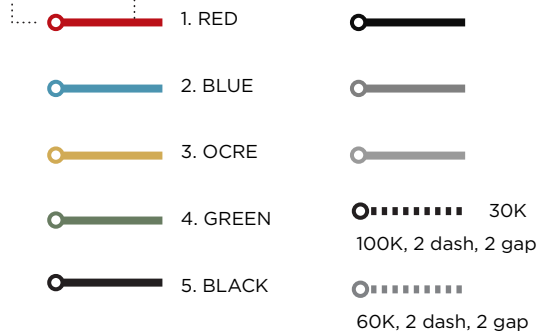 1. RED
2. BLUE
3. OCRE
4. GREEN
30K
100K, 2 dash, 2 gap
5. BLACK
60K, 2 dash, 2 gap